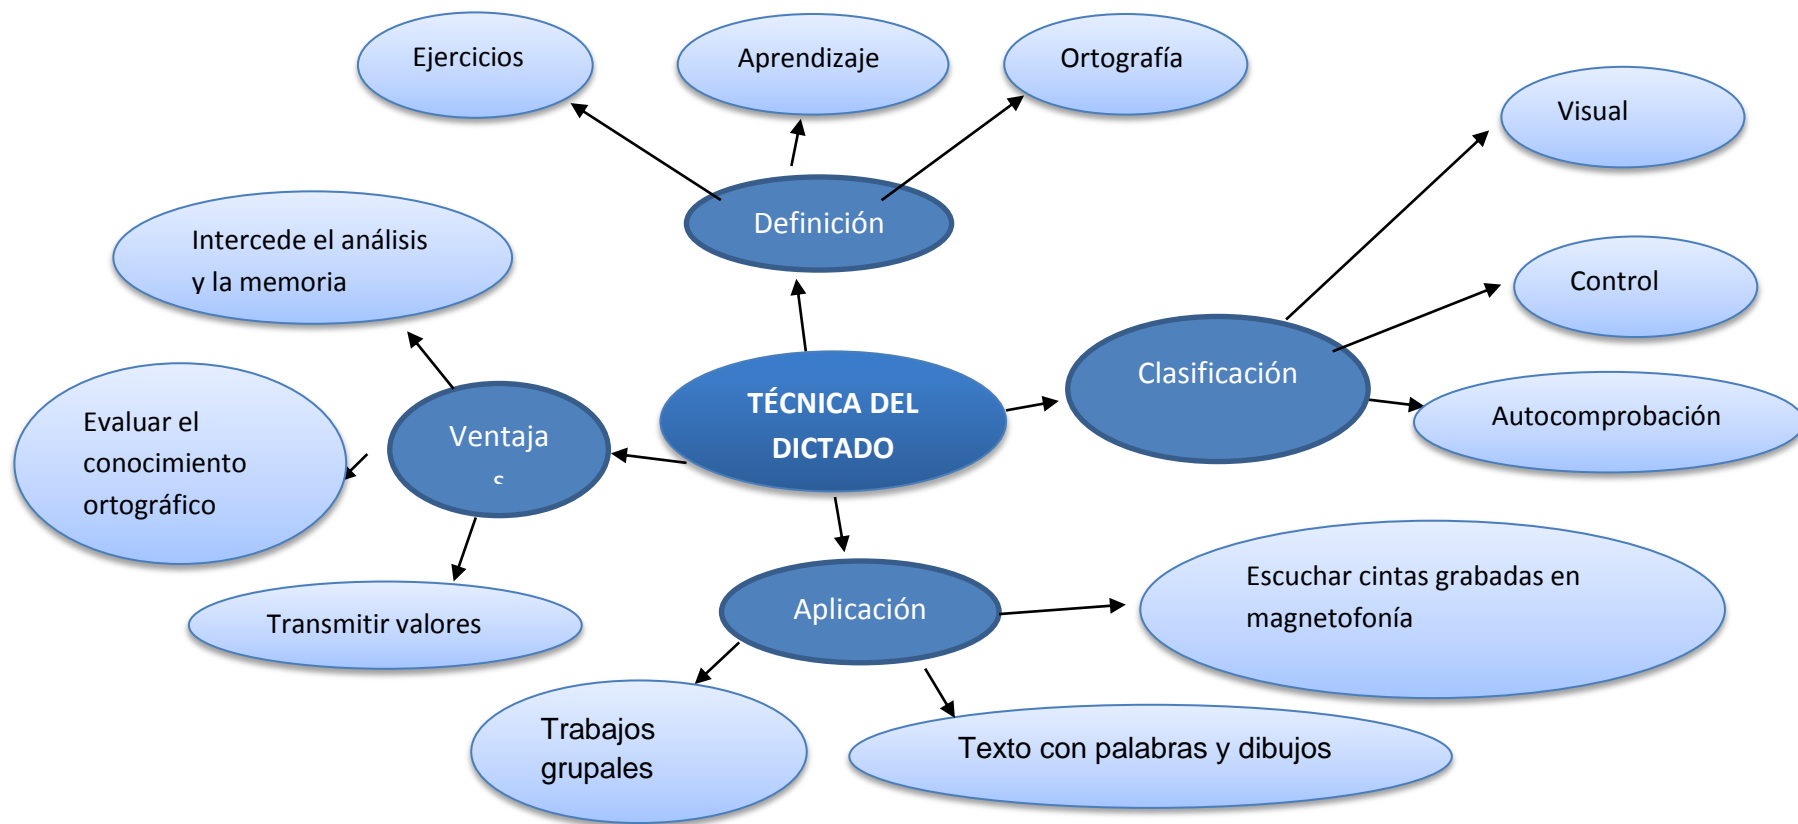 Ejercicios
Aprendizaje
Ortografía
Visual
Definición
Intercede el análisis
y la memoria
Control
Clasificación
TÉCNICA DEL
DICTADO
Autocomprobación
Ventaja
s
Evaluar el
conocimiento
ortográfico
Transmitir valores
Aplicación
Escuchar cintas grabadas en
magnetofonía
Trabajos
grupales
Texto con palabras y dibujos